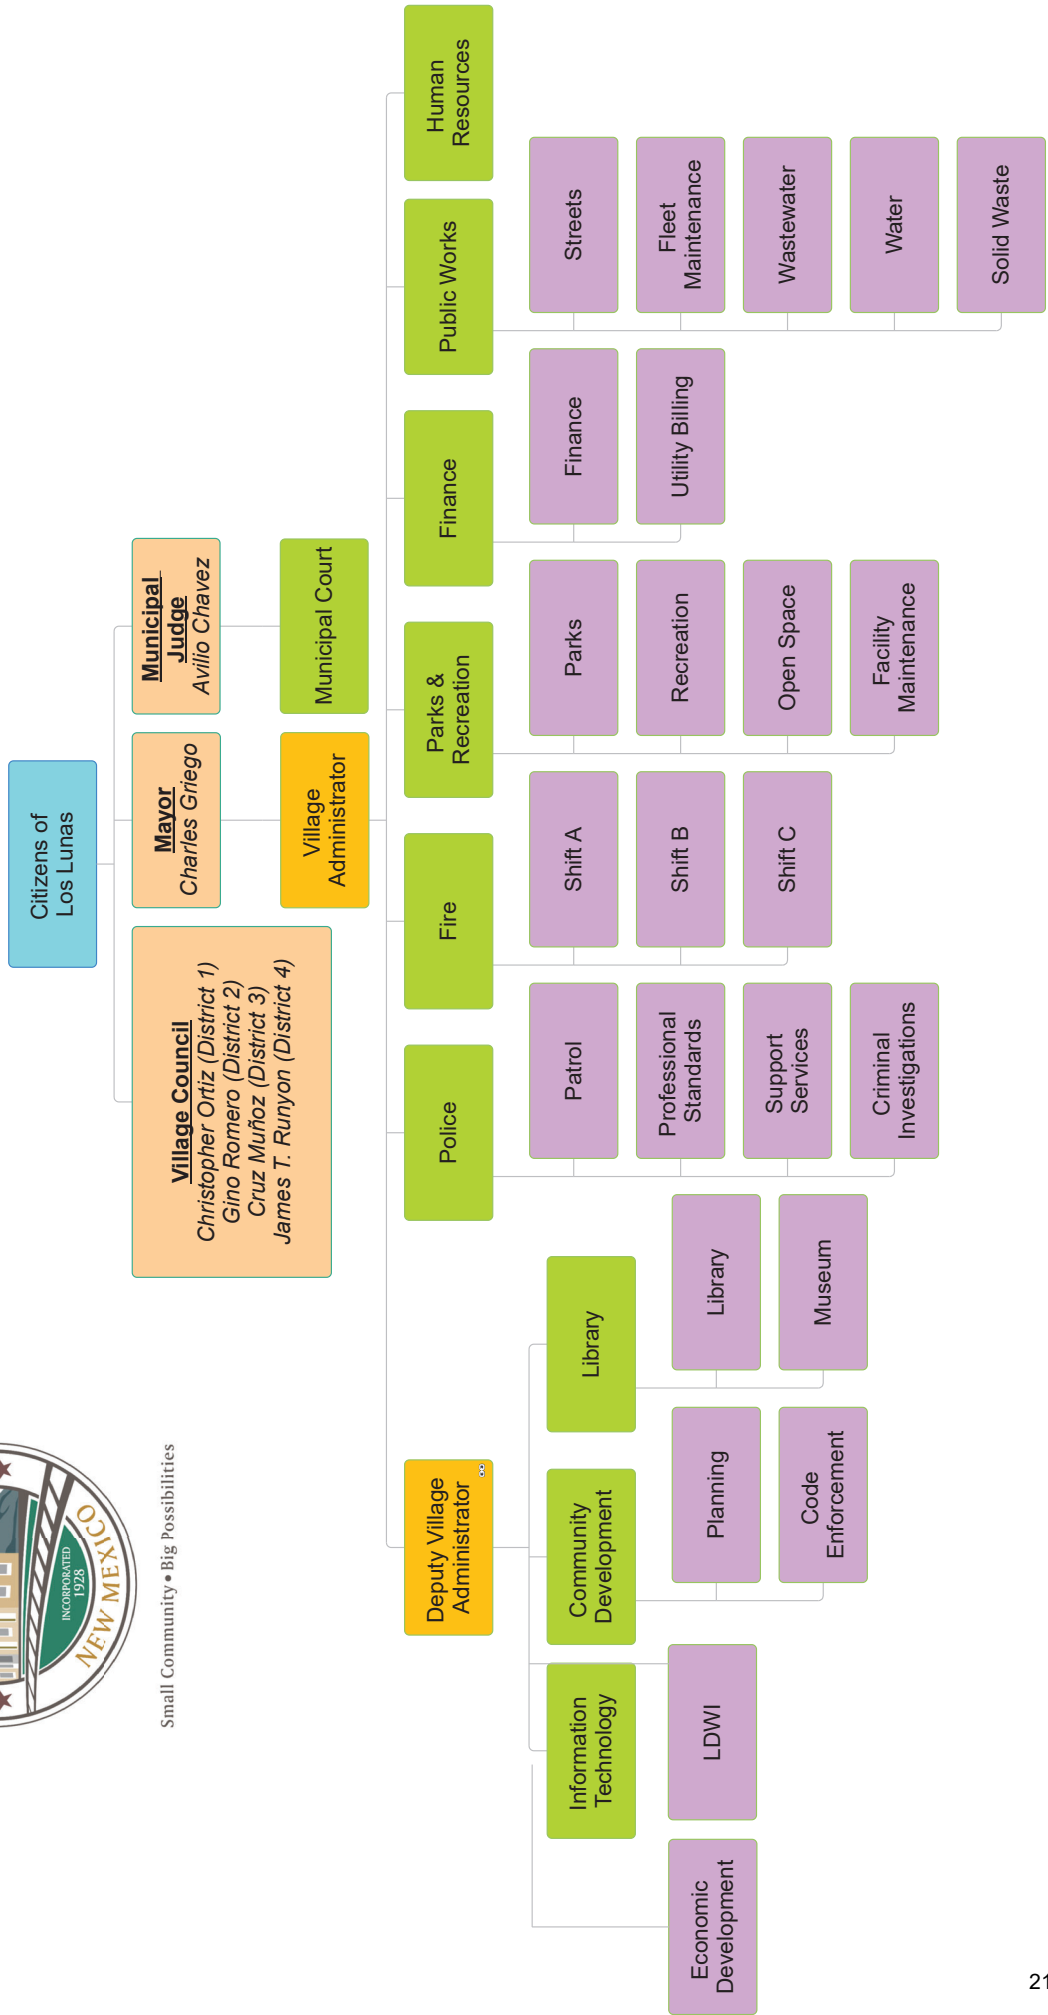 INCORPORATED
1928
NEW MEXICO
Small Community • Big Possibilities
Citizens of
Los Lunas
Village Council
Christopher Ortiz (District 1)
Gino Romero (District 2)
Cruz Muñoz (District 3)
James T. Runyon (District 4)
Mayor
Charles Griego
Municipal
Judge
Avilio Chavez
Village
Administrator
Municipal Court
Deputy Village
Administrator
Police
Fire
Parks &
Recreation
Finance
Public Works
Human
Resources
Information
Technology
Community
Development
Library
Economic
Development
LDWI
Planning
Code
Enforcement
Library
Museum
Patrol
Professional
Standards
Support
Services
Criminal
Investigations
Shift A
Shift B
Shift C
Parks
Recreation
Open Space
Facility
Maintenance
Finance
Utility Billing
Streets
Fleet
Maintenance
Wastewater
Water
Solid Waste
21